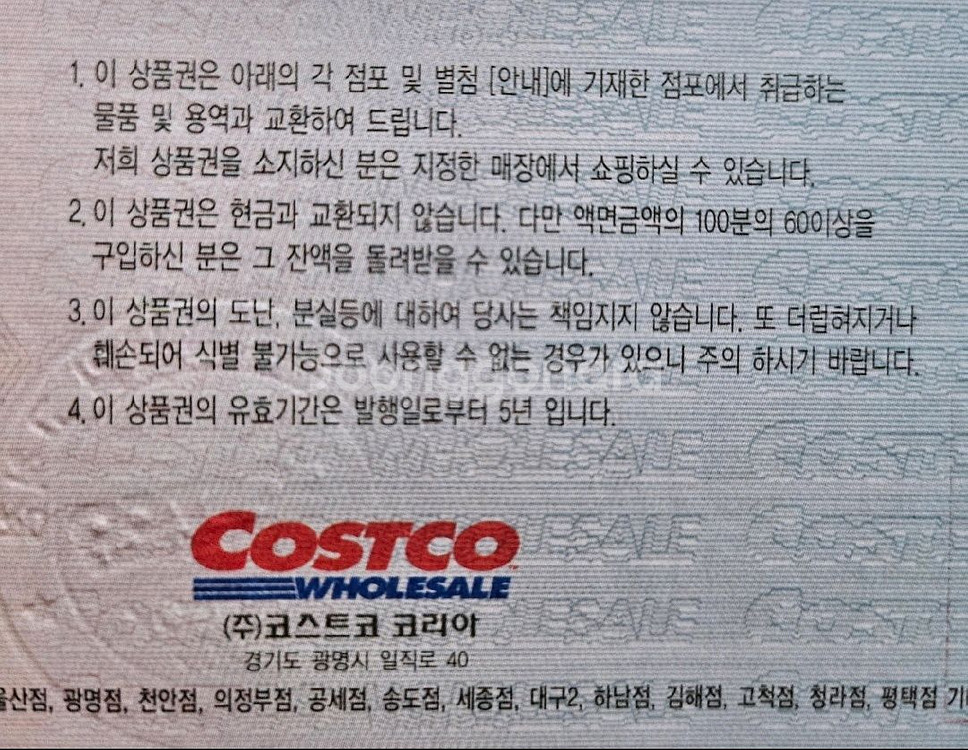 1. 이 상품권은 아래의 각 점포 및 별첨 [안내]에 기재한 점포에서 취급하는
물품 및 용역과 교환하여 드립니다.
저희 상품권을 소지하신 분은 지정한 매장에서 쇼핑하실 수 있습니다.
2. 이 상품권은 현금과 교환되지 않습니다. 다만 액면금액의 100분의 60이상을
구입하신 분은 그 잔액을 돌려받을 수 있습니다.
3. 이 상품권의 도난, 분실등에 대하여 당사는 책임지지 않습니다. 또 더럽혀지거나
훼손되어 식별 불가능으로 사용할 수 없는 경우가 있으니 주의 하시기 바랍니다.
4. 이 상품권의 유효기간은 발행일로부터 5년 입니다.
COSTCO
WHOLESALE
(주)코스트코 코리아
경기도 광명시 일직로 40
울산점, 광명점, 천안점, 의정부점, 공세점, 송도점, 세종점, 대구2, 하남점, 김해점, 고척점, 청라점, 평택점